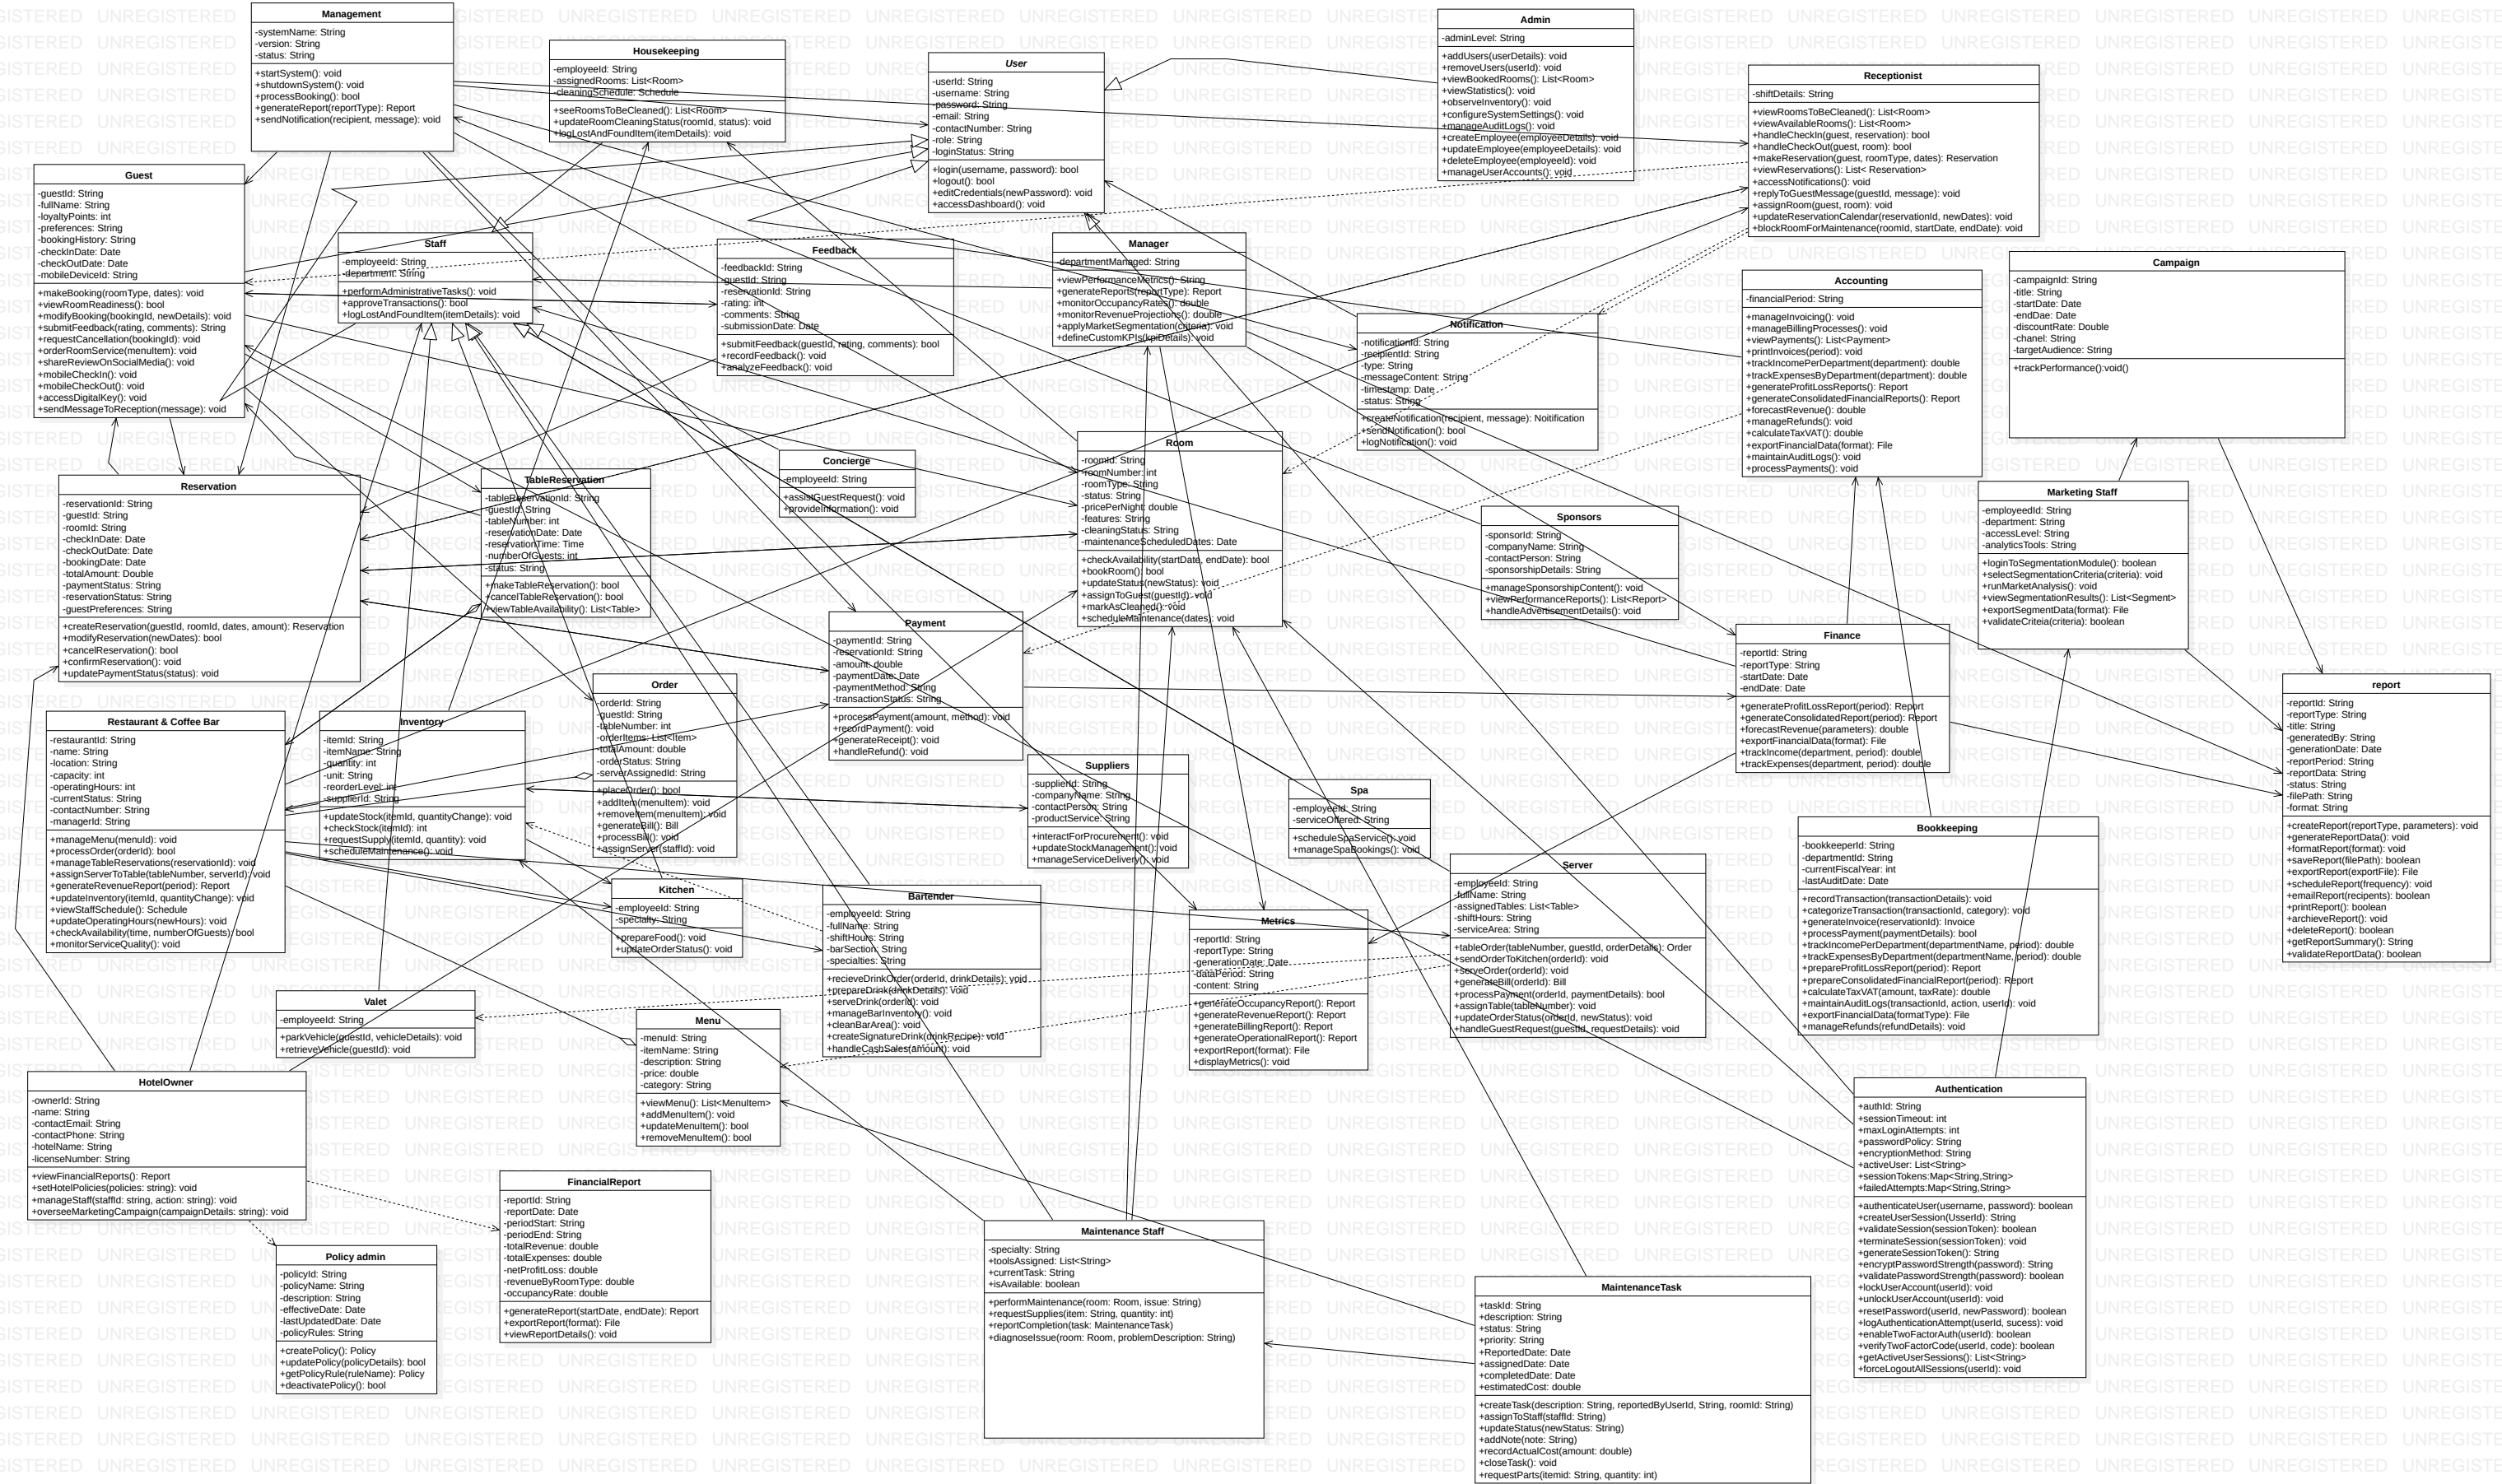 Management
-systemName: String
-version: String
-status: String
+startSystem(): void
+shutdownSystem(): void
+processBooking(): bool
+generateReport(reportType): Report
+sendNotification(recipient, message): void
Housekeeping
-employeeId: String
-assignedRooms: List<Room>
-cleaningSchedule: Schedule
+seeRoomsToBeCleaned(): List<Room>
+updateRoomCleaningStatus(roomId, status): void
+logLostAndFoundItem(itemDetails): void
User
-userId: String
-username: String
-password: String
-email: String
-contactNumber: String
-role: String
-loginStatus: String
+login(username, password): bool
+logout(): bool
+editCredentials(newPassword): void
+accessDashboard(): void
Admin
-adminLevel: String
+addUsers(userDetails): void
+removeUsers(userId): void
+viewBookedRooms(): List<Room>
+viewStatistics(): void
+observeInventory(): void
+configureSystemSettings(): void
+manageAuditLogs(): void
+createEmployee(employeeDetails): void
+updateEmployee(employeeDetails): void
+deleteEmployee(employeeId): void
+manageUserAccounts(): void
Receptionist
-shiftDetails: String
+viewRoomsToBeCleaned(): List<Room>
+viewAvailableRooms(): List<Room>
+handleCheckIn(guest, reservation): bool
+handleCheckOut(guest, room): bool
+makeReservation(guest, roomType, dates): Reservation
+viewReservations(): List< Reservation>
+accessNotifications(): void
+replyToGuestMessage(guestId, message): void
+assignRoom(guest, room): void
+updateReservationCalendar(reservationId, newDates): void
+blockRoomForMaintenance(roomId, startDate, endDate): void
Guest
-guestId: String
-fullName: String
-loyaltyPoints: int
-preferences: String
-bookingHistory: String
-checkInDate: Date
-checkOutDate: Date
-mobileDeviceId: String
+makeBooking(roomType, dates): void
+viewRoomReadiness(): bool
+modifyBooking(bookingId, newDates): void
+submitFeedback(rating, comments): String
+requestCancellation(bookingId): void
+orderRoomService(menuItem): void
+shareReviewOnSocialMedia(): void
+mobileCheckIn(): void
+mobileCheckOut(): void
+accessDigitalKey(): void
+sendMessageToReception(message): void
Staff
-employeeId: String
-department: String
+performAdministrativeTasks(): void
+approveTransactions(): bool
+logLostAndFoundItem(itemDetails): void
Feedback
-feedbackId: String
-guestId: String
-reservationId: String
-rating: int
-comments: String
-submissionDate: Date
+submitFeedback(guestId, rating, comments): bool
+recordFeedback(): void
+analyzeFeedback(): void
Manager
-departmentManaged: String
+viewPerformanceMetrics(): String
+generateReports(reportType): Report
+monitorOccupancyRates(): double
+monitorRevenueProjections(): double
+applyMarketSegmentation(criteria): void
+defineCustomKPIs(kpiDetails): void
Notification
-notificationId: String
-recipientId: String
-type: String
-messageContent: String
-timestamp: Date
-status: String
+createNotification(recipient, message): Noitification
+sendNotification(): bool
+logNotification(): void
Accounting
-financialPeriod: String
+manageInvoicing(): void
+manageBillingProcesses(): void
+viewPayments(): List<Payment>
+printInvoices(period): void
+trackIncomePerDepartment(department): double
+trackExpensesByDepartment(department): double
+generateProfitLossReports(): Report
+generateConsolidatedFinancialReports(): Report
+forecastRevenue(): double
+manageRefunds(): void
+calculateTaxVAT(): double
+exportFinancialData(format): File
+maintainAuditLogs(): void
+processPayments(): void
Campaign
-campaignId: String
-title: String
-startDate: Date
-endDae: Date
-discountRate: Double
-chanel: String
-targetAudience: String
+trackPerformance():void()
Reservation
-reservationId: String
-guestId: String
-roomId: String
-checkInDate: Date
-checkOutDate: Date
-bookingDate: Date
-totalAmount: Double
-paymentStatus: String
-reservationStatus: String
-guestPreferences: String
+createReservation(guestId, roomId, dates, amount): Reservation
+modifyReservation(newDates): bool
+cancelReservation(): bool
+confirmReservation(): void
+updatePaymentStatus(status): void
TableReservation
-tableReservationId: String
-guestId: String
-tableNumber: int
-reservationDate: Date
-reservationTime: Time
-numberOfGuests: int
-status: String
+makeTableReservation(): bool
+cancelTableReservation(): bool
+viewTableAvailability(): List<Table>
Concierge
-employeeId: String
+assistGuestRequest(): void
+provideInformation(): void
Room
-roomId: String
-roomNumber: int
-roomType: String
-status: String
-pricePerNight: double
-features: String
-cleaningStatus: String
-maintenanceScheduledDates: Date
+checkAvailability(startDate, endDate): bool
+bookRoom(): bool
+updateStatus(newStatus): void
+assignToGuest(guestId): void
+markAsCleaned(): void
+scheduleMaintenance(dates): void
Sponsors
-sponsorId: String
-companyName: String
-contactPerson: String
-sponsorshipDetails: String
+manageSponsorshipContent(): void
+viewPerformanceReports(): List<Report>
+handleAdvertisementDetails(): void
Marketing Staff
-employeedId: String
-department: String
-accessLevel: String
-analyticsTools: String
+loginToSegmentationModule(): boolean
+selectSegmentationCriteria(criteria): void
+runMarketAnalysis(): void
+viewSegmentationResults(): List<Segment>
+exportSegmentData(format): File
+validateCriteia(criteria): boolean
Payment
-paymentId: String
-reservationId: String
-amount: double
-paymentDate: Date
-paymentMethod: String
-transactionStatus: String
+processPayment(amount, method): void
+recordPayment(): void
+generateReceipt(): void
+handleRefund(): void
Finance
-reportId: String
-reportType: String
-startDate: Date
-endDate: Date
+generateProfitLossReport(period): Report
+generateConsolidatedReport(period): Report
+forecastRevenue(parameters): double
+exportFinancialData(format): File
+trackIncome(department, period): double
+trackExpenses(department, period): double
report
-reportId: String
-reportType: String
-title: String
-generatedBy: String
-generationDate: Date
-reportPeriod: String
-reportData: String
-status: String
-filePath: String
-format: String
+createReport(reportType, parameters): void
+generateReportData(): void
+formatReport(format): void
+saveReport(filePath): boolean
+exportReport(exportFile): File
+scheduleReport(frequency): void
+emailReport(recipents): boolean
+printReport(): boolean
+archieveReport(): void
+deleteReport(): boolean
+getReportSummary(): String
+validateReportData(): boolean
Restaurant & Coffee Bar
-restaurantId: String
-name: String
-location: String
-capacity: int
-operatingHours: int
-currentStatus: String
-contactNumber: String
-managerId: String
+manageMenu(menuId): void
+processOrder(orderId): bool
+manageTableReservations(reservationId): void
+assignServerToTable(tableNumber, serverId): void
+generateRevenueReport(period): Report
+updateInventory(itemId, quantityChange): void
+viewStaffSchedule(): Schedule
+updateOperatingHours(newHours): void
+checkAvailability(time, numberOfGuests): bool
+monitorServiceQuality(): void
Inventory
-itemId: String
-itemName: String
-quantity: int
-unit: String
-reorderLevel: int
-supplierId: String
+updateStock(itemId, quantityChange): void
+checkStock(itemId): int
+requestSupply(itemId, quantity): void
+scheduleMaintenance(): void
Order
-orderId: String
-guestId: String
-tableNumber: int
-orderItems: List<Item>
-totalAmount: double
-orderStatus: String
-serverAssignedId: String
+placeOrder(): bool
+addItem(menuItem): void
+removeItem(menuItem): void
+generateBill(): Bill
+processBill(): void
+assignServer(staffId): void
Suppliers
-supplierId: String
-companyName: String
-contactPerson: String
-productService: String
+interactForProcurement(): void
+updateStockManagement(): void
+manageServiceDelivery(): void
Spa
-employeeId: String
-serviceOffered: String
+scheduleSpaService(): void
+manageSpaBookings(): void
Kitchen
-employeeId: String
-specialty: String
+prepareFood(): void
+updateOrderStatus(): void
Bartender
-employeeId: String
-fullName: String
-shiftHours: String
-barSection: String
-specialties: String
+recieveDrinkOrder(orderId, drinkDetails): void
+prepareDrink(drinkDetails): void
+serveDrink(orderId): void
+manageBarInventory(): void
+cleanBarArea(): void
+createSignatureDrink(drinkRecipe): void
+handleCashSales(amount): void
Metrics
-reportId: String
-reportType: String
-generationDate: Date
-dataPeriod: String
-content: String
+generateOccupancyReport(): Report
+generateRevenueReport(): Report
+generateBillingReport(): Report
+generateOperationalReport(): Report
+exportReport(format): File
+displayMetrics(): void
Server
-employeeId: String
-fullName: String
-assignedTables: List<Table>
-shiftHours: String
-serviceArea: String
+tableOrder(tableNumber, guestId, orderDetails): Order
+sendOrderToKitchen(orderId): void
+serveOrder(orderId): void
+generateBill(orderId): Bill
+processPayment(orderId, paymentDetails): bool
+assignTable(tableNumber): void
+updateOrderStatus(orderId, newStatus): void
+handleGuestRequest(guestId, requestDetails): void
Bookkeeping
-bookkeeperId: String
-departmentId: String
-currentFiscalYear: int
-lastAuditDate: Date
+recordTransaction(transactionDetails): void
+categorizeTransaction(transactionId, category): void
+generateInvoice(reservationId): Invoice
+processPayment(paymentDetails): bool
+trackIncomePerDepartment(departmentName, period): double
+trackExpensesByDepartment(departmentName, period): double
+prepareProfitLossReport(period): Report
+prepareConsolidatedFinancialReport(period): Report
+calculateTaxVAT(amount, taxRate): double
+maintainAuditLogs(transactionId, action, userId): void
+exportFinancialData(formatType): File
+manageRefunds(refundDetails): void
Valet
-employeeId: String
+parkVehicle(guestId, vehicleDetails): void
+retrieveVehicle(guestId): void
Menu
-menuId: String
-itemName: String
-description: String
-price: double
-category: String
+viewMenu(): List<MenuItem>
+addMenuItem(): void
+updateMenuItem(): bool
+removeMenuItem(): bool
HotelOwner
-ownerId: String
-name: String
-contactEmail: String
-contactPhone: String
-hotelName: String
-licenseNumber: String
+viewFinancialReports(): Report
+setHotelPolicies(policies: string): void
+manageStaff(staffId: string, action: string): void
+overseeMarketingCampaign(campaignDetails: string): void
Authentication
+authId: String
+sessionTimeout: int
+maxLoginAttempts: int
+passwordPolicy: String
+encryptionMethod: String
+activeUser: List<String>
+sessionTokens:Map<String,String>
+failedAttempts:Map<String,String>
+authenticateUser(username, password): boolean
+createUserSession(UsserId): String
+validateSession(sessionToken): boolean
+terminateSession(sessionToken): void
+generateSessionToken(): String
+encryptPasswordStrength(password): String
+validatePasswordStrength(password): boolean
+lockUserAccount(userId): void
+unlockUserAccount(userId): void
+resetPassword(userId, newPassword): boolean
+logAuthenticationAttempt(userId, sucess): void
+enableTwoFactorAuth(userId): boolean
+verifyTwoFactorCode(userId, code): boolean
+getActiveUserSessions(): List<String>
+forceLogoutAllSessions(userId): void
FinancialReport
-reportId: String
-reportDate: Date
-periodStart: String
-periodEnd: String
-totalRevenue: double
-totalExpenses: double
-netProfitLoss: double
-revenueByRoomType: double
-occupancyRate: double
+generateReport(startDate, endDate): Report
+exportReport(format): File
+viewReportDetails(): void
Policy admin
-policyId: String
-policyName: String
-description: String
-effectiveDate: Date
-lastUpdatedDate: Date
-policyRules: String
+createPolicy(): Policy
+updatePolicy(policyDetails): bool
+getPolicyRule(ruleName): Policy
+deactivatePolicy(): bool
Maintenance Staff
-specialty: String
+toolsAssigned: List<String>
+currentTask: String
+isAvailable: boolean
+performMaintenance(room: Room, issue: String)
+requestSupplies(item: String, quantity: int)
+reportCompletion(task: MaintenanceTask)
+diagnoseIssue(room: Room, problemDescription: String)
MaintenanceTask
+taskId: String
+description: String
+status: String
+priority: String
+ReportedDate: Date
+assignedDate: Date
+completedDate: Date
+estimatedCost: double
+createTask(description: String, reportedByUserId, String, roomId: String)
+assignToStaff(staffId: String)
+updateStatus(newStatus: String)
+addNote(note: String)
+recordActualCost(amount: double)
+closeTask(): void
+requestParts(itemid: String, quantity: int)
UNREGISTERED